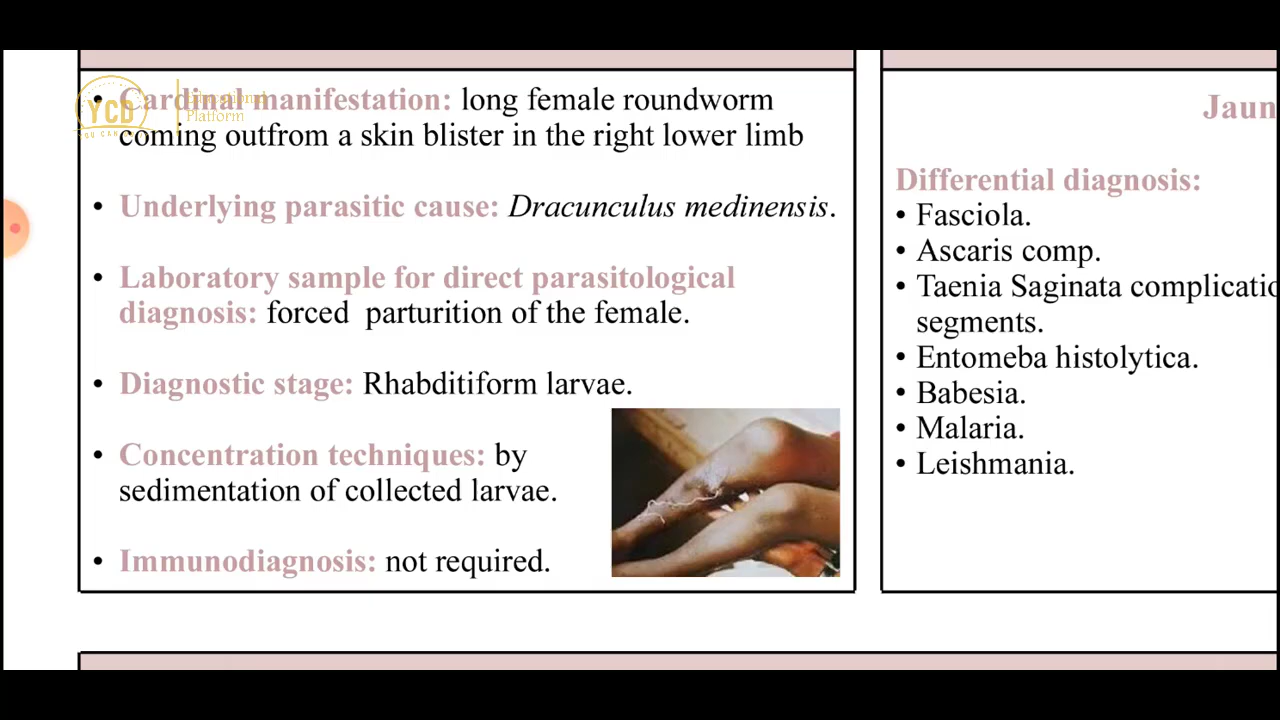 • Cardinal manifestation: long female roundworm
coming outfrom a skin blister in the right lower limb
• Underlying parasitic cause: Dracunculus medinensis.
• Laboratory sample for direct parasitological
diagnosis: forced parturition of the female.
• Diagnostic stage: Rhabditiform larvae.
• Concentration techniques: by
sedimentation of collected larvae.
• Immunodiagnosis: not required.
YCD
Educational
Platform
Jaun
Differential diagnosis:
• Fasciola.
• Ascaris comp.
• Taenia Saginata complicatio
segments.
• Entomeba histolytica.
• Babesia.
• Malaria.
• Leishmania.